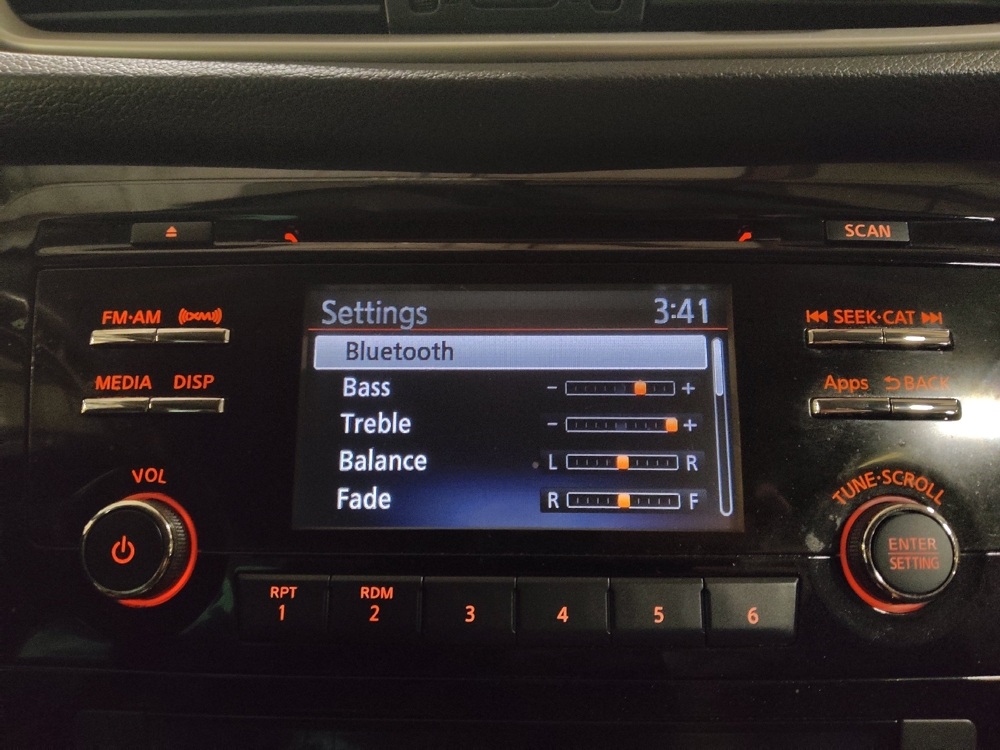 SCAN
FM·AM (((XM)))
Settings 3:41
SEEK·CAT
Bluetooth
MEDIA DISP
Bass - +
Apps BACK
Treble - +
Balance L R
VOL
TUNE·SCROLL
Fade R F
ENTER
SETTING
RPT RDM
1 2 3 4 5 6